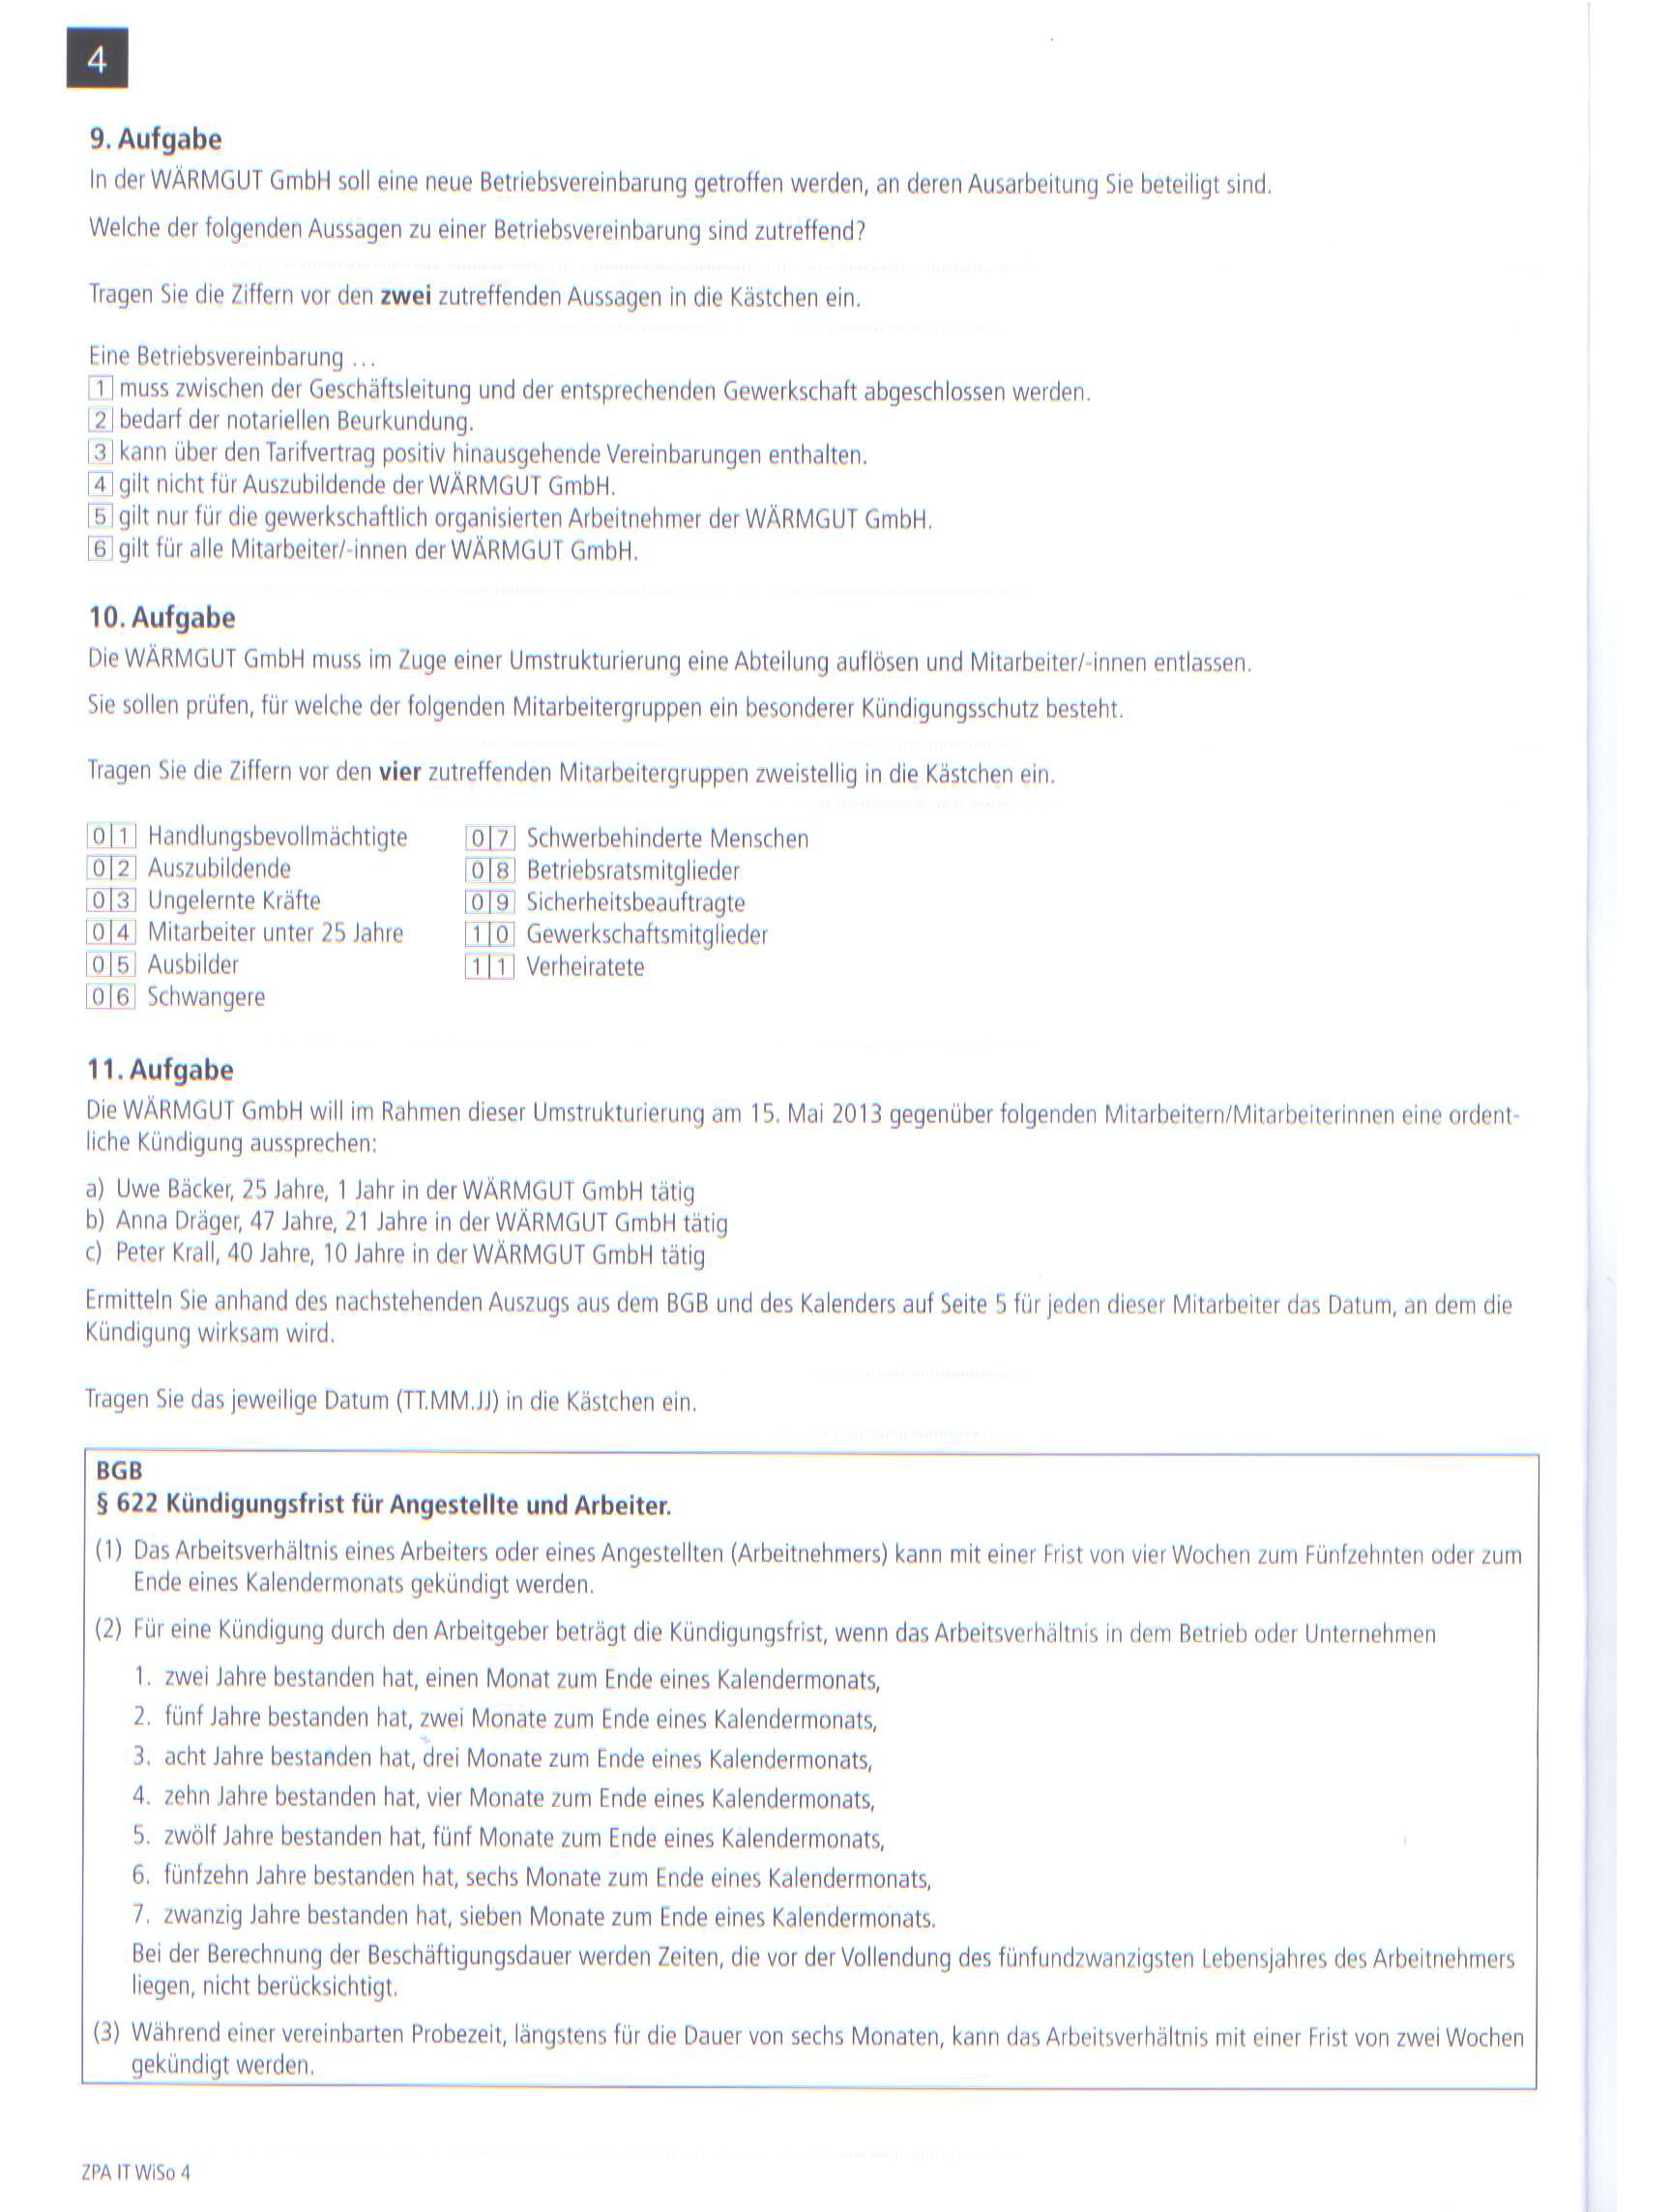 4
9. Aufgabe
In der WÄRMGUT GmbH soll eine neue Betriebsvereinbarung getroffen werden, an deren Ausarbeitung Sie beteiligt sind.
Welche der folgenden Aussagen zu einer Betriebsvereinbarung sind zutreffend?
Tragen Sie die Ziffern vor den zwei zutreffenden Aussagen in die Kästchen ein.
Eine Betriebsvereinbarung ...
1 muss zwischen der Geschäftsleitung und der entsprechenden Gewerkschaft abgeschlossen werden.
2 bedarf der notariellen Beurkundung.
3 kann über den Tarifvertrag positiv hinausgehende Vereinbarungen enthalten.
4 gilt nicht für Auszubildende der WÄRMGUT GmbH.
5 gilt nur für die gewerkschaftlich organisierten Arbeitnehmer der WÄRMGUT GmbH.
6 gilt für alle Mitarbeiter/-innen der WÄRMGUT GmbH.
10. Aufgabe
Die WÄRMGUT GmbH muss im Zuge einer Umstrukturierung eine Abteilung auflösen und Mitarbeiter/-innen entlassen.
Sie sollen prüfen, für welche der folgenden Mitarbeitergruppen ein besonderer Kündigungsschutz besteht.
Tragen Sie die Ziffern vor den vier zutreffenden Mitarbeitergruppen zweistellig in die Kästchen ein.
0|1 Handlungsbevollmächtigte
0|2 Auszubildende
0|3 Ungelernte Kräfte
0|4 Mitarbeiter unter 25 Jahre
0|5 Ausbilder
0|6 Schwangere
0|7 Schwerbehinderte Menschen
0|8 Betriebsratsmitglieder
0|9 Sicherheitsbeauftragte
1|0 Gewerkschaftsmitglieder
1|1 Verheiratete
11. Aufgabe
Die WÄRMGUT GmbH will im Rahmen dieser Umstrukturierung am 15. Mai 2013 gegenüber folgenden Mitarbeitern/Mitarbeiterinnen eine ordent-
liche Kündigung aussprechen:
a) Uwe Bäcker, 25 Jahre, 1 Jahr in der WÄRMGUT GmbH tätig
b) Anna Dräger, 47 Jahre, 21 Jahre in der WÄRMGUT GmbH tätig
c) Peter Krall, 40 Jahre, 10 Jahre in der WÄRMGUT GmbH tätig
Ermitteln Sie anhand des nachstehenden Auszugs aus dem BGB und des Kalenders auf Seite 5 für jeden dieser Mitarbeiter das Datum, an dem die
Kündigung wirksam wird.
Tragen Sie das jeweilige Datum (TT.MM.JJ) in die Kästchen ein.
BGB
§ 622 Kündigungsfrist für Angestellte und Arbeiter.
(1) Das Arbeitsverhältnis eines Arbeiters oder eines Angestellten (Arbeitnehmers) kann mit einer Frist von vier Wochen zum Fünfzehnten oder zum
Ende eines Kalendermonats gekündigt werden.
(2) Für eine Kündigung durch den Arbeitgeber beträgt die Kündigungsfrist, wenn das Arbeitsverhältnis in dem Betrieb oder Unternehmen
1. zwei Jahre bestanden hat, einen Monat zum Ende eines Kalendermonats,
2. fünf Jahre bestanden hat, zwei Monate zum Ende eines Kalendermonats,
3. acht Jahre bestanden hat, drei Monate zum Ende eines Kalendermonats,
4. zehn Jahre bestanden hat, vier Monate zum Ende eines Kalendermonats,
5. zwölf Jahre bestanden hat, fünf Monate zum Ende eines Kalendermonats,
6. fünfzehn Jahre bestanden hat, sechs Monate zum Ende eines Kalendermonats,
7. zwanzig Jahre bestanden hat, sieben Monate zum Ende eines Kalendermonats.
Bei der Berechnung der Beschäftigungsdauer werden Zeiten, die vor der Vollendung des fünfundzwanzigsten Lebensjahres des Arbeitnehmers
liegen, nicht berücksichtigt.
(3) Während einer vereinbarten Probezeit, längstens für die Dauer von sechs Monaten, kann das Arbeitsverhältnis mit einer Frist von zwei Wochen
gekündigt werden.
ZPA IT WiSo 4